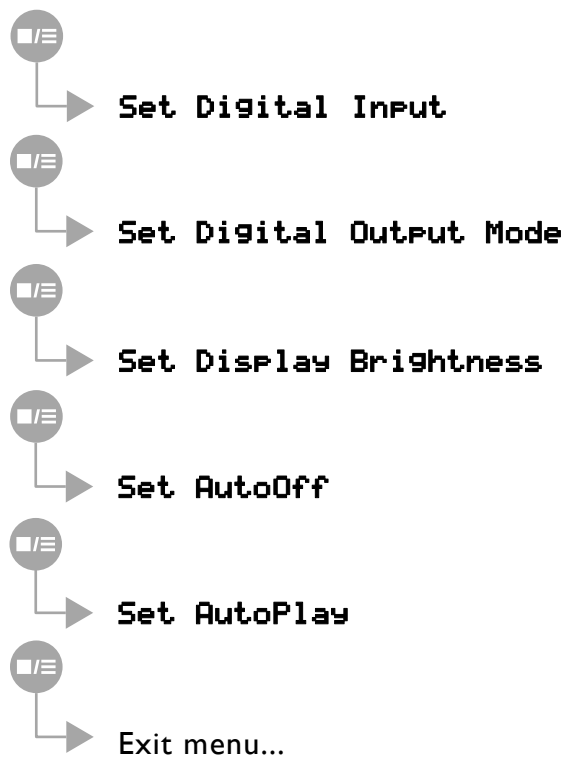 Set Digital Input
Set Digital Output Mode
Set Display Brightness
Set AutoOff
Set AutoPlay
Exit menu...